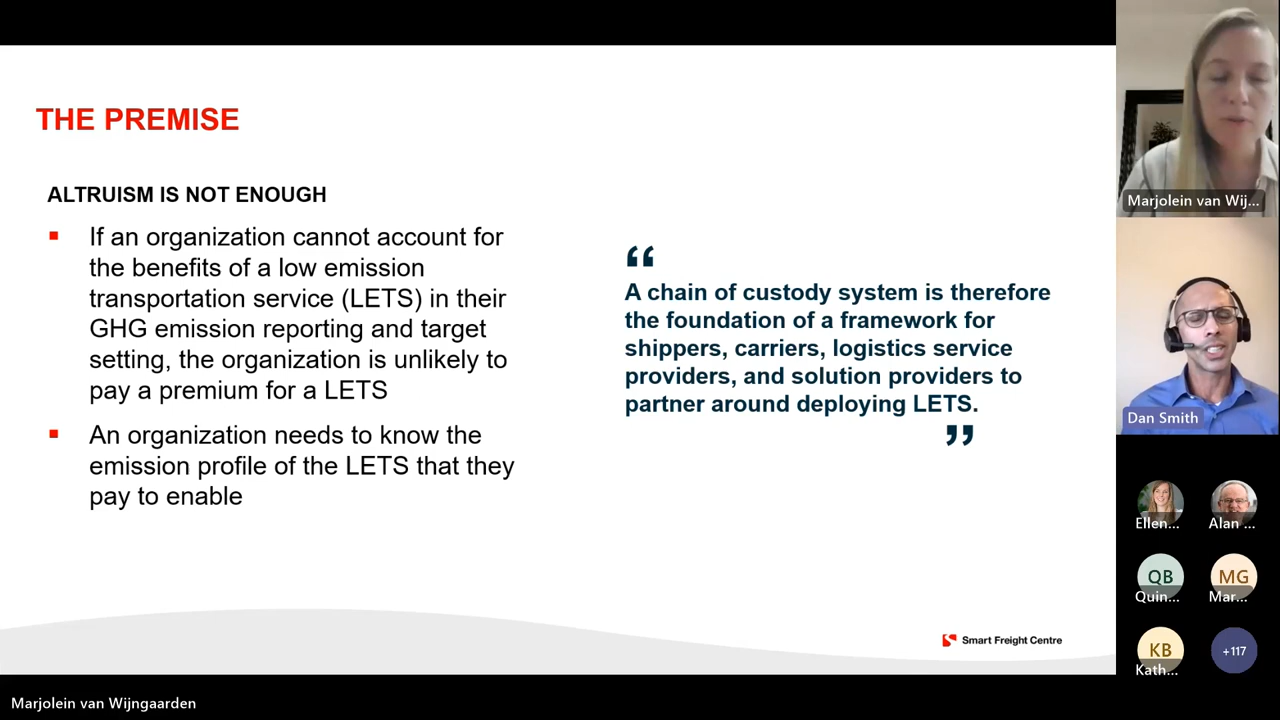 THE PREMISE
ALTRUISM IS NOT ENOUGH
▪ If an organization cannot account for
the benefits of a low emission
transportation service (LETS) in their
GHG emission reporting and target
setting, the organization is unlikely to
pay a premium for a LETS
▪ An organization needs to know the
emission profile of the LETS that they
pay to enable
“
A chain of custody system is therefore
the foundation of a framework for
shippers, carriers, logistics service
providers, and solution providers to
partner around deploying LETS.
”
Smart Freight Centre
Marjolein van Wij...
Dan Smith
Ellen...
Alan ...
QB
Quin...
MG
Mar...
KB
Kath...
+117
Marjolein van Wijngaarden